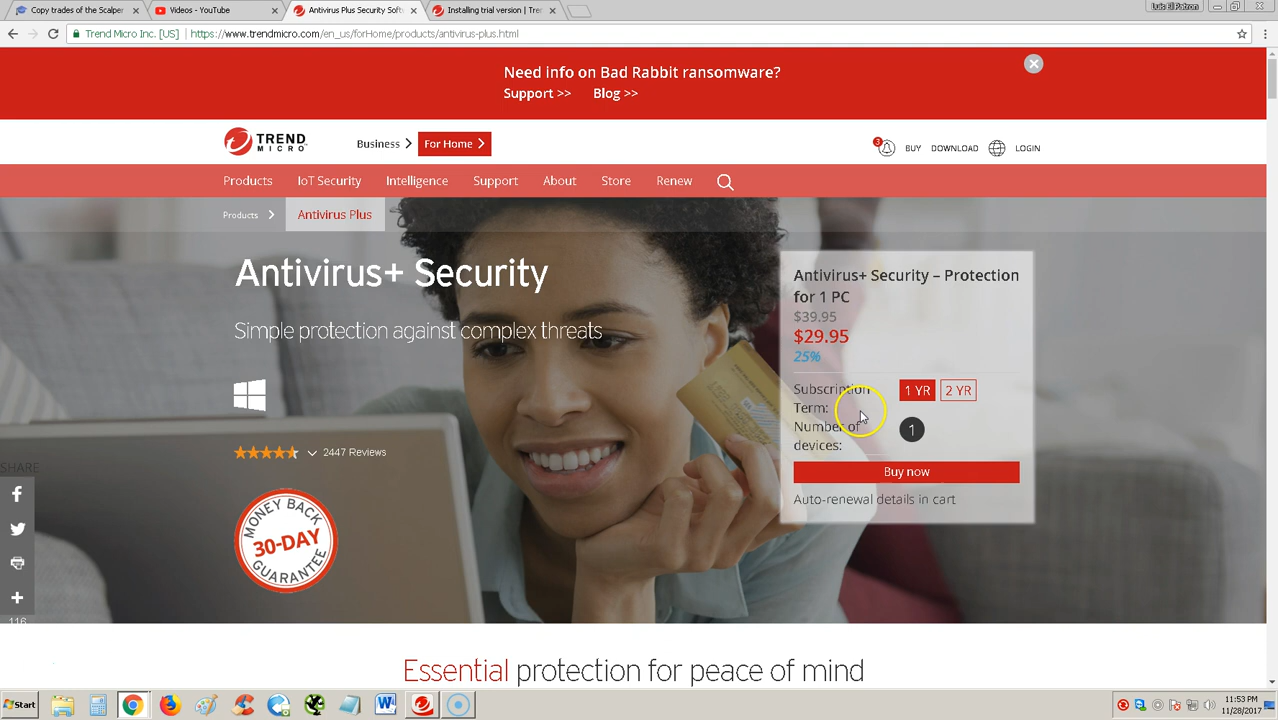 Copy trades of the Scalper
Videos - YouTube
Antivirus Plus Security Soft
Installing trial version | Tre
Luis El Patron
Trend Micro Inc. [US]
https://www.trendmicro.com/en_us/forHome/products/antivirus-plus.html
Need info on Bad Rabbit ransomware?
Support >> Blog >>
TREND MICRO
Business
For Home
3
BUY
DOWNLOAD
LOGIN
Products IoT Security Intelligence Support About Store Renew
Products Antivirus Plus
Antivirus+ Security
Simple protection against complex threats
2447 Reviews
MONEY BACK
30-DAY
GUARANTEE
Antivirus+ Security – Protection
for 1 PC
$39.95
$29.95
25%
Subscription
Term:
1 YR 2 YR
Number of
devices:
1
Buy now
Auto-renewal details in cart
SHARE
116
Essential protection for peace of mind
Start
11:53 PM
11/28/2017